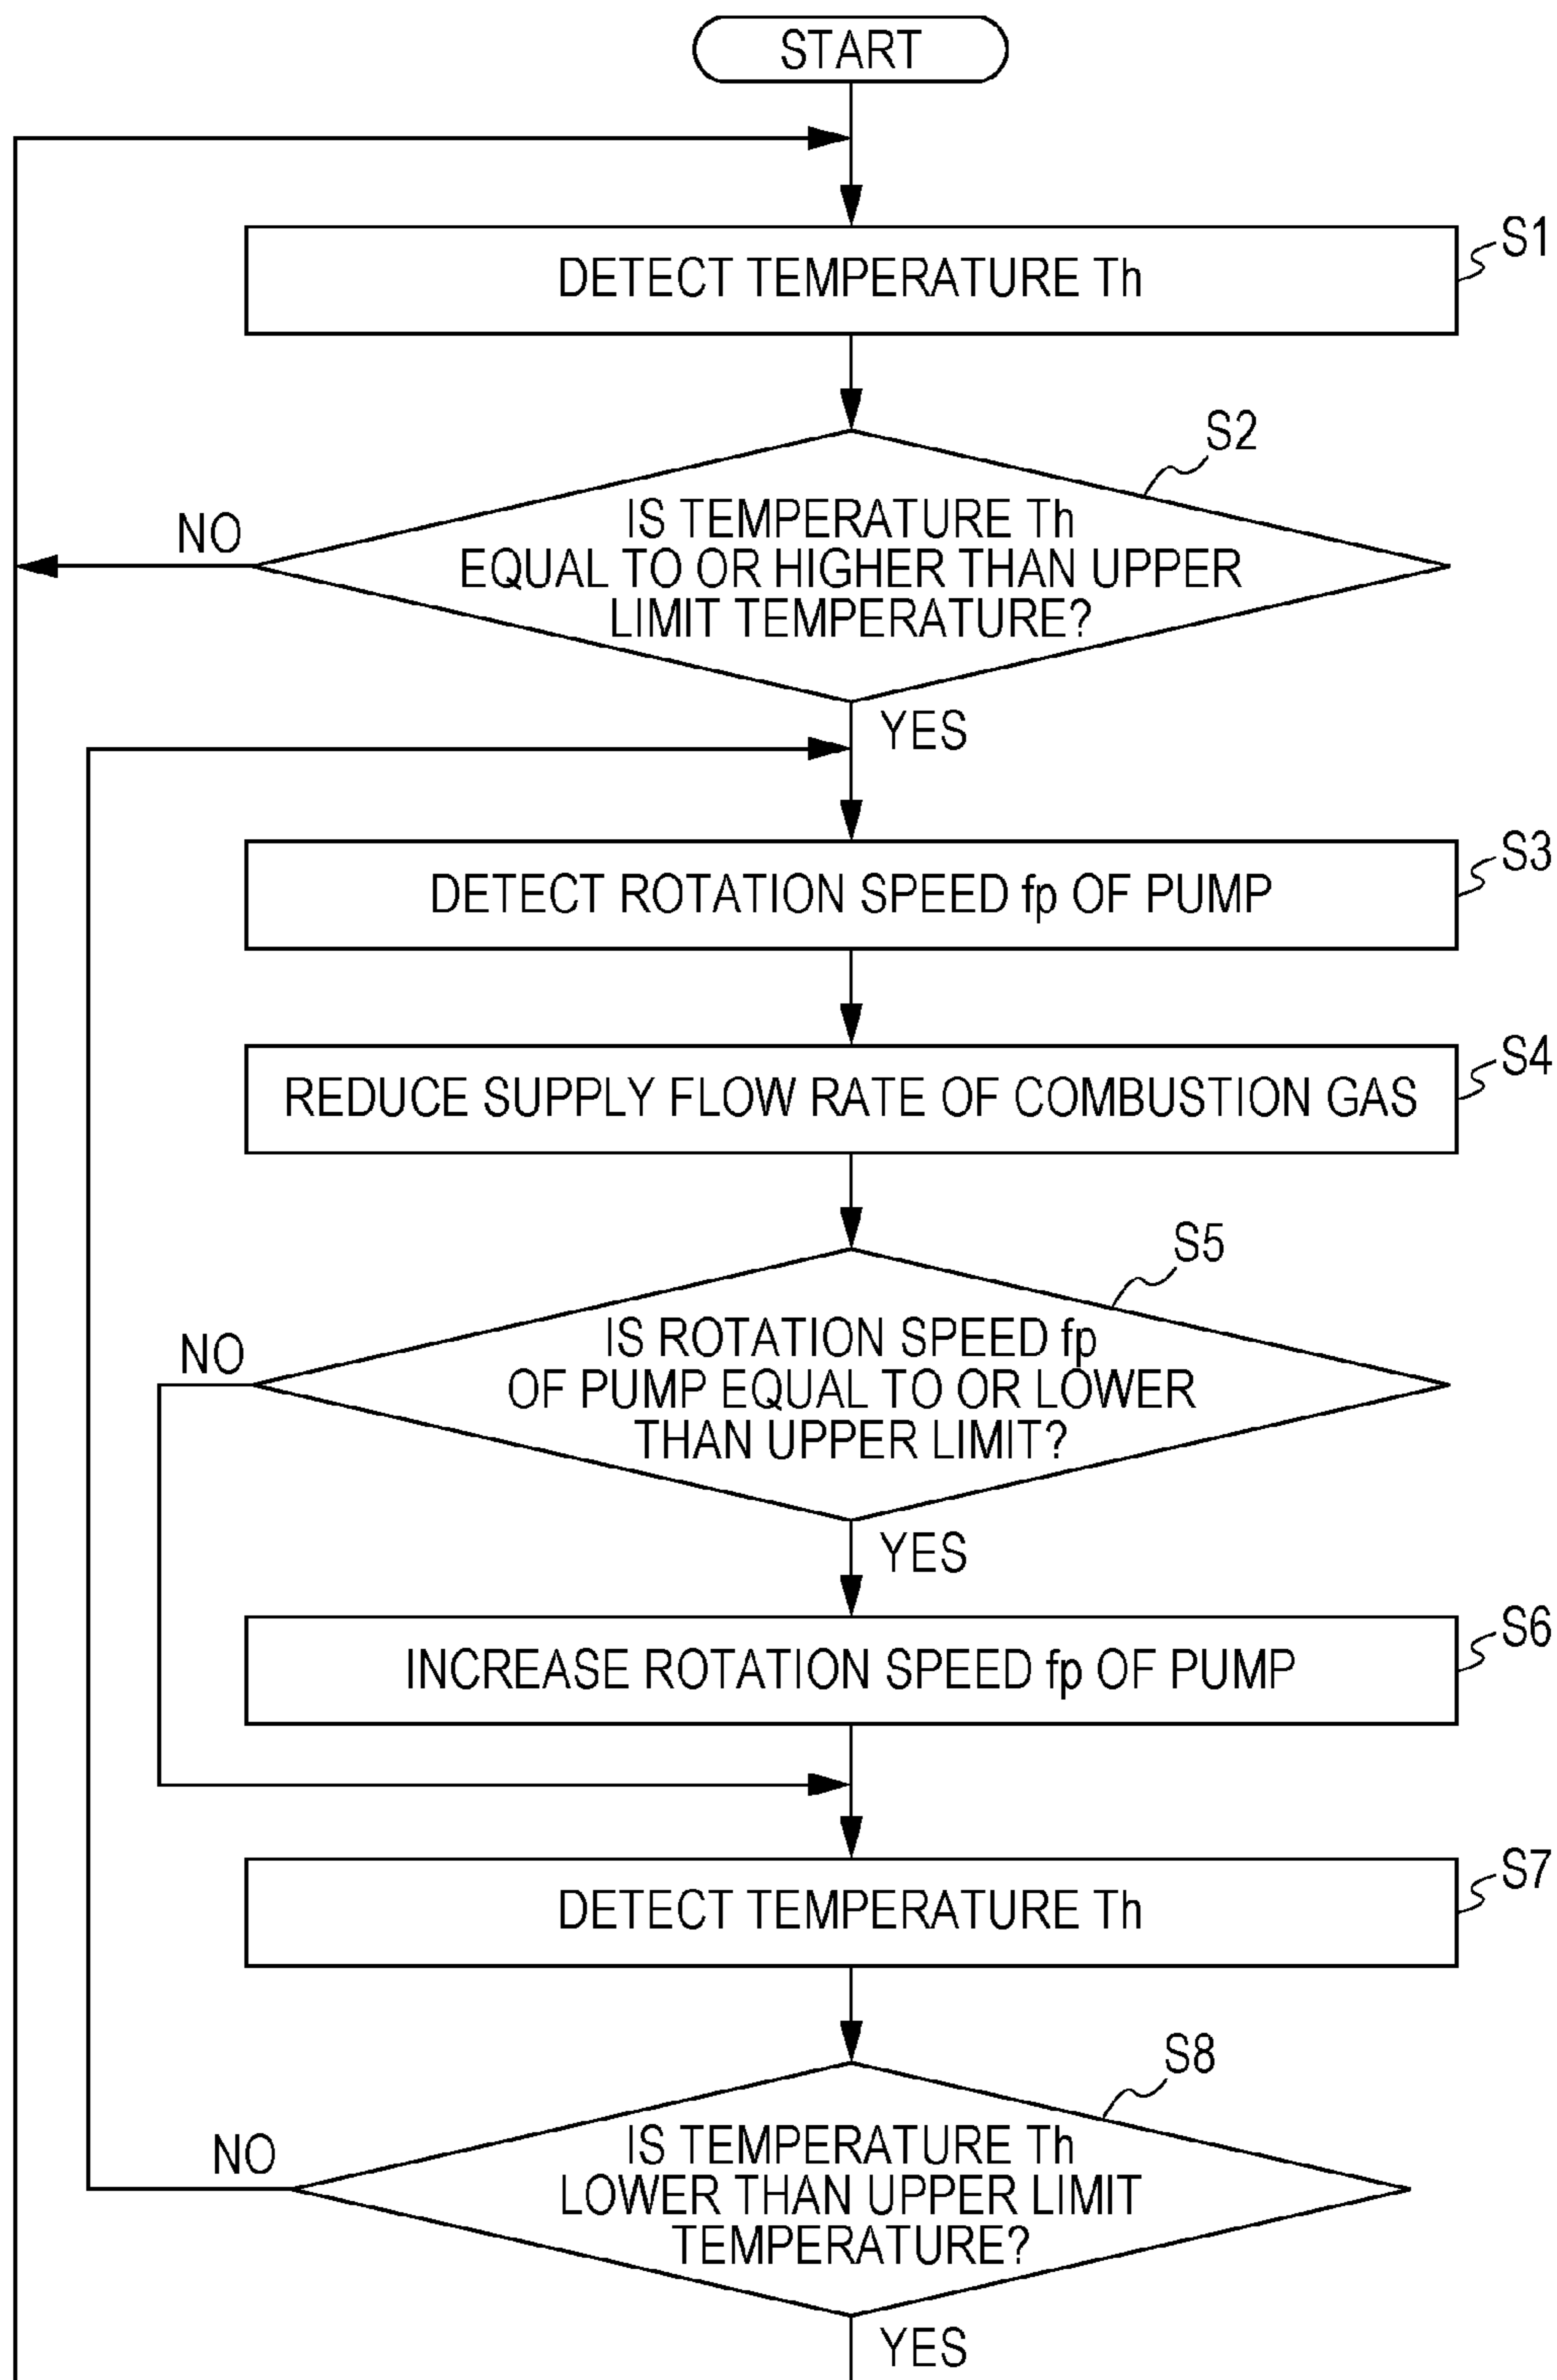 START
DETECT TEMPERATURE Th
S1
S2
IS TEMPERATURE Th
EQUAL TO OR HIGHER THAN UPPER
LIMIT TEMPERATURE?
NO
YES
DETECT ROTATION SPEED fp OF PUMP
S3
REDUCE SUPPLY FLOW RATE OF COMBUSTION GAS
S4
S5
IS ROTATION SPEED fp
OF PUMP EQUAL TO OR LOWER
THAN UPPER LIMIT?
NO
YES
INCREASE ROTATION SPEED fp OF PUMP
S6
DETECT TEMPERATURE Th
S7
S8
IS TEMPERATURE Th
LOWER THAN UPPER LIMIT
TEMPERATURE?
NO
YES